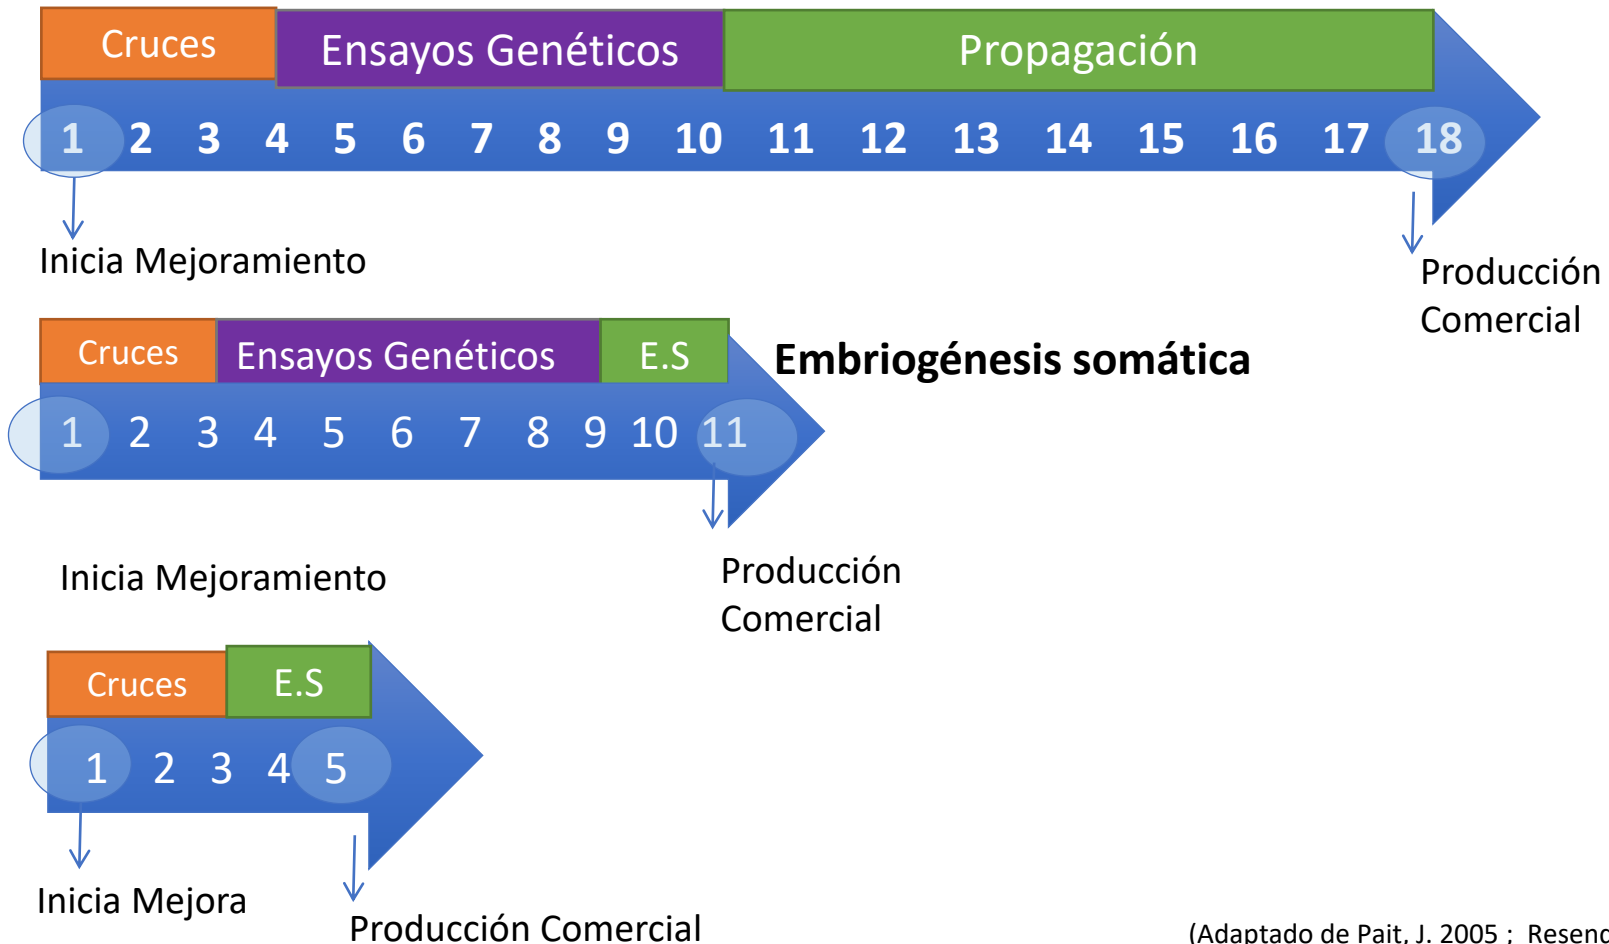 Cruces Ensayos Genéticos Propagación
1 2 3 4 5 6 7 8 9 10 11 12 13 14 15 16 17 18
Inicia Mejoramiento
Producción
Comercial
Cruces Ensayos Genéticos E.S Embriogénesis somática
1 2 3 4 5 6 7 8 9 10 11
Inicia Mejoramiento
Producción
Comercial
Cruces E.S
1 2 3 4 5
Inicia Mejora
Producción Comercial
(Adaptado de Pait, J. 2005 ;